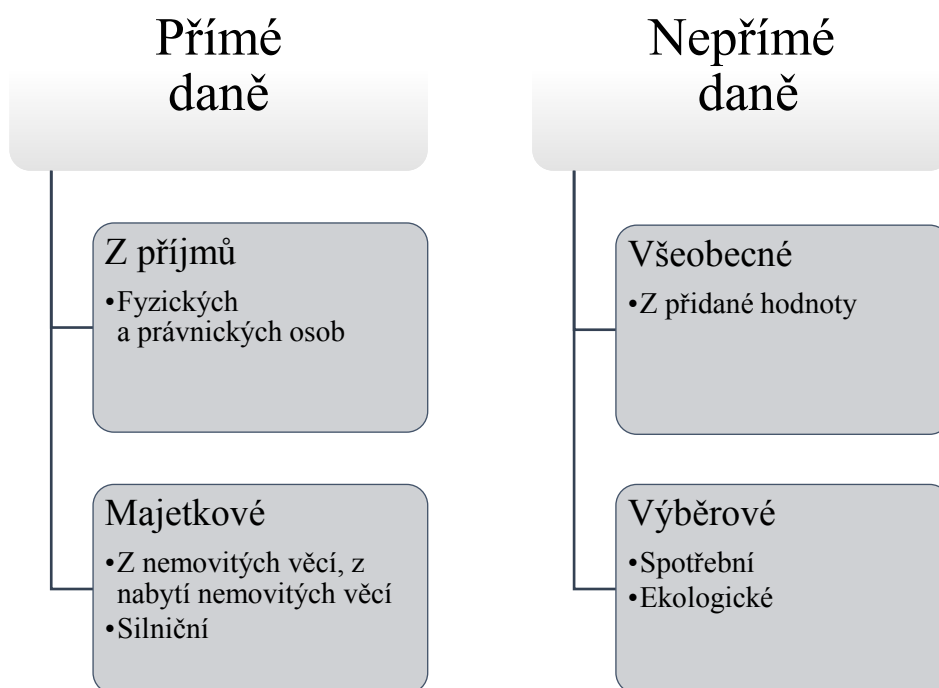 Přímé
daně
Z příjmů
•Fyzických
a právnických osob
Majetkové
•Z nemovitých věcí, z
nabytí nemovitých věcí
•Silniční
Nepřímé
daně
Všeobecné
•Z přidané hodnoty
Výběrové
•Spotřební
•Ekologické